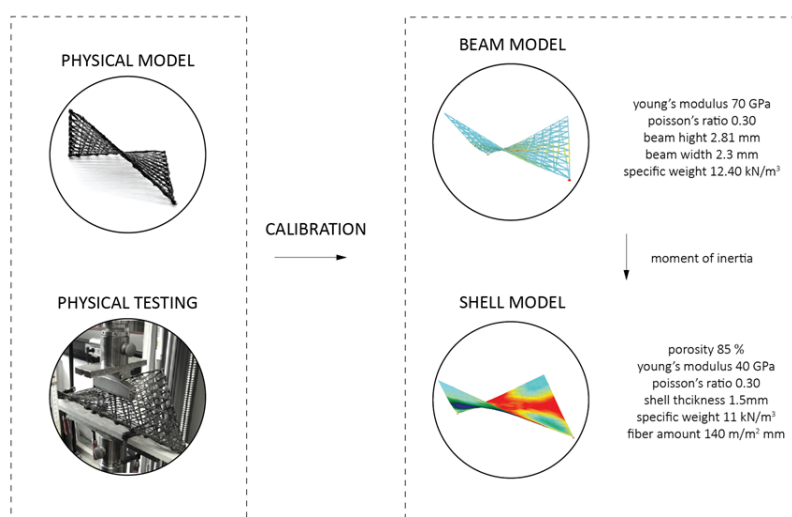 PHYSICAL MODEL
PHYSICAL TESTING
CALIBRATION
BEAM MODEL
young's modulus 70 GPa
poisson's ratio 0.30
beam hight 2.81 mm
beam width 2.3 mm
specific weight 12.40 kN/m³
moment of inertia
SHELL MODEL
porosity 85 %
young's modulus 40 GPa
poisson's ratio 0.30
shell thcikness 1.5mm
specific weight 11 kN/m³
fiber amount 140 m/m² mm